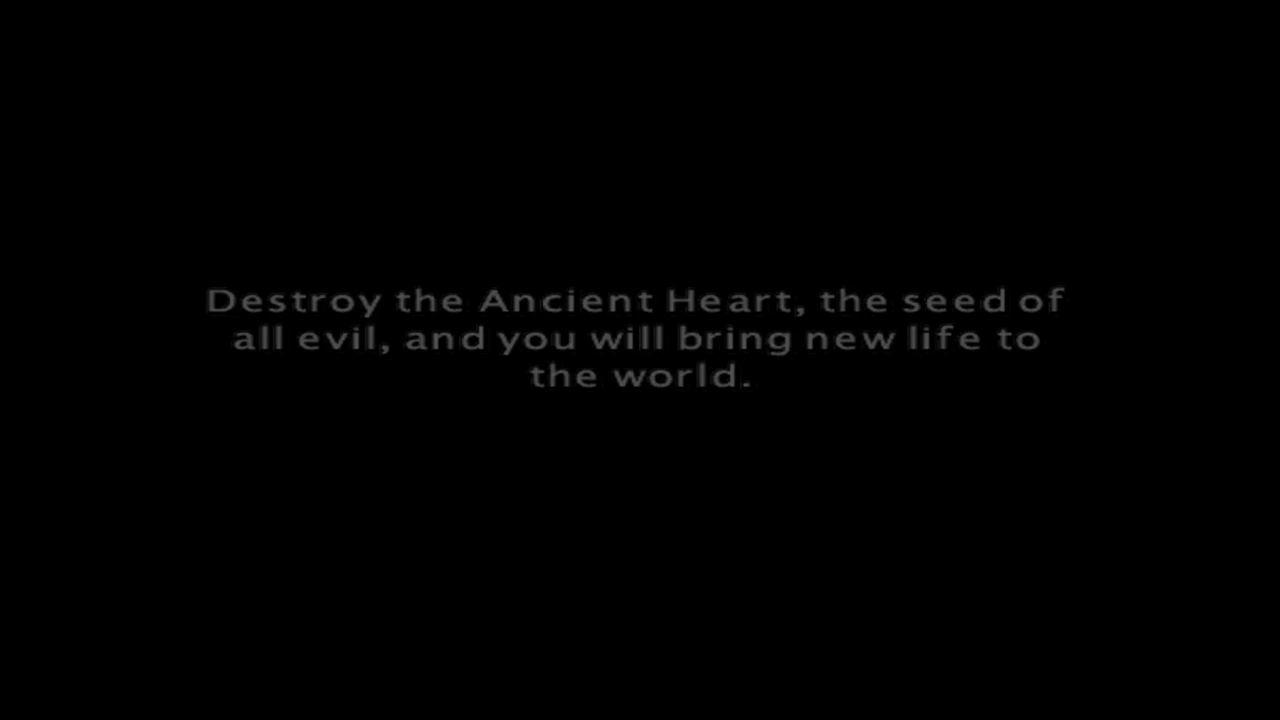 Destroy the Ancient Heart, the seed of
all evil, and you will bring new life to
the world.